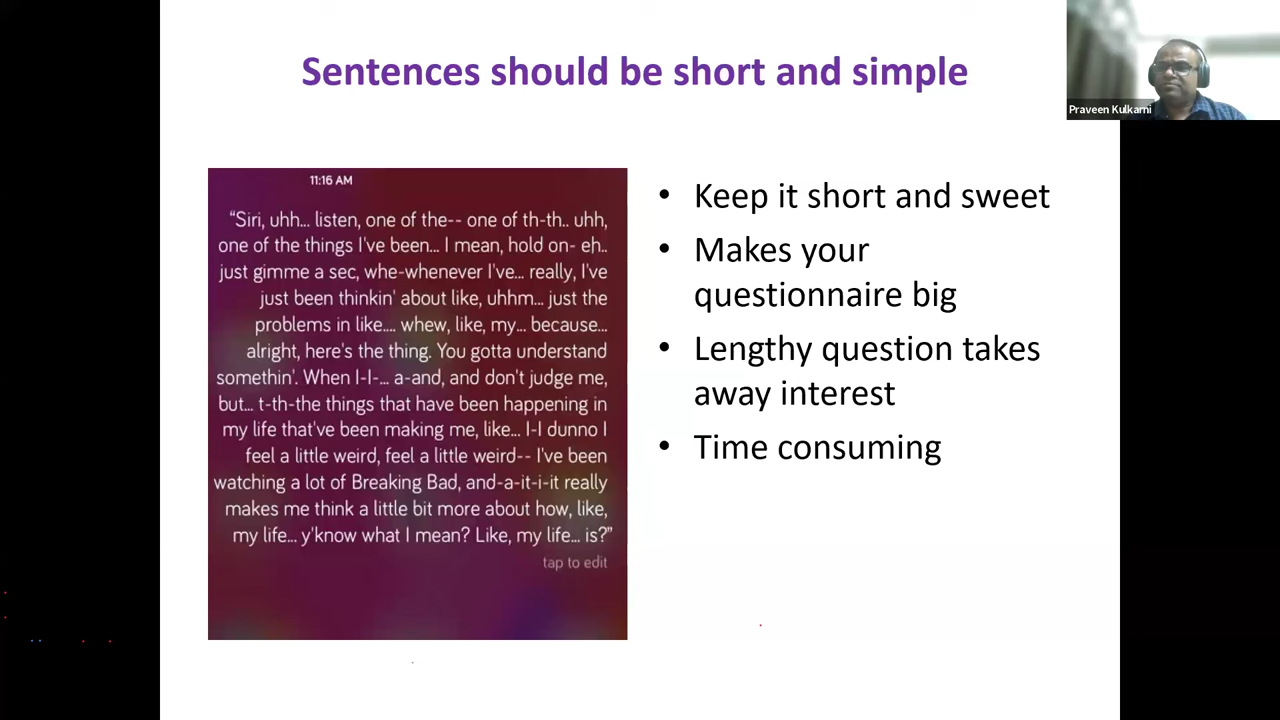 Sentences should be short and simple
Praveen Kulkarni
11:16 AM
“Siri, uhh... listen, one of the-- one of th-th.. uhh,
one of the things I've been... I mean, hold on- eh..
just gimme a sec, whe-whenever I've... really, I've
just been thinkin' about like, uhhm... just the
problems in like.... whew, like, my... because...
alright, here's the thing. You gotta understand
somethin'. When I-I-... a-and, and don't judge me,
but... t-th-the things that have been happening in
my life that've been making me, like... I-I dunno I
feel a little weird, feel a little weird-- I've been
watching a lot of Breaking Bad, and-a-it-i-it really
makes me think a little bit more about how, like,
my life... y'know what I mean? Like, my life... is?”
tap to edit
• Keep it short and sweet
• Makes your
questionnaire big
• Lengthy question takes
away interest
• Time consuming